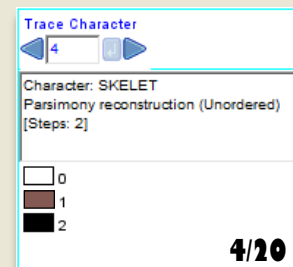 Trace Character
4
Character: SKELET
Parsimony reconstruction (Unordered)
[Steps: 2]
0
1
2
4/20